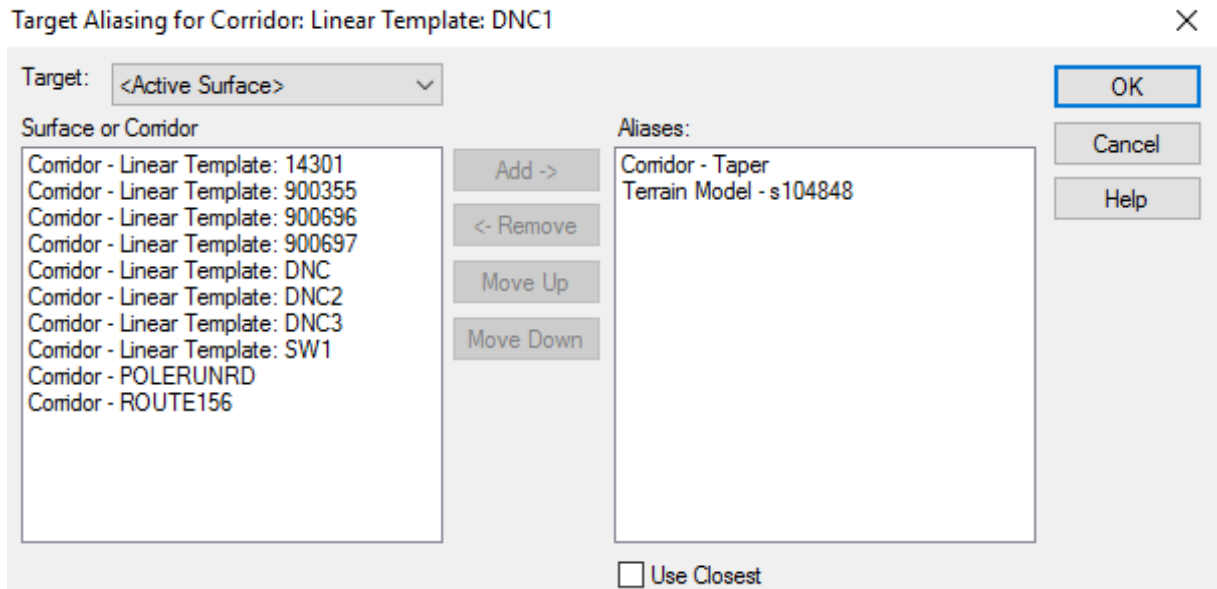 Target Aliasing for Corridor: Linear Template: DNC1
Target: <Active Surface>
Surface or Corridor
Corridor - Linear Template: 14301
Corridor - Linear Template: 900355
Corridor - Linear Template: 900696
Corridor - Linear Template: 900697
Corridor - Linear Template: DNC
Corridor - Linear Template: DNC2
Corridor - Linear Template: DNC3
Corridor - Linear Template: SW1
Corridor - POLERUNRD
Corridor - ROUTE156
Add ->
<- Remove
Move Up
Move Down
Aliases:
Corridor - Taper
Terrain Model - s104848
Use Closest
OK
Cancel
Help